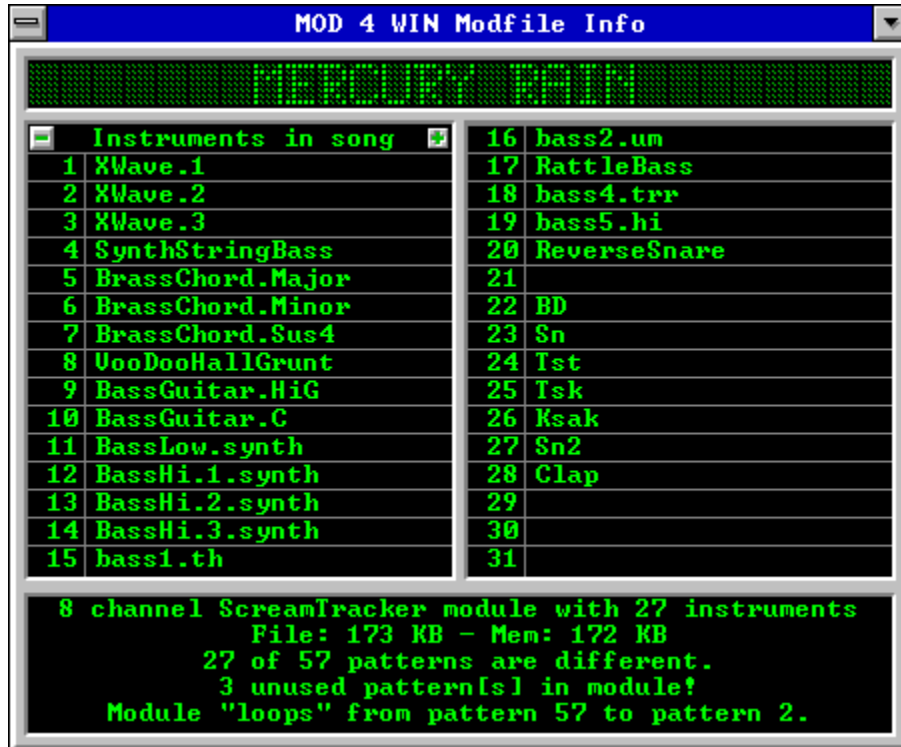 MOD 4 WIN Modfile Info
MERCURY RAIN
Instruments in song
1 XWave.1
2 XWave.2
3 XWave.3
4 SynthStringBass
5 BrassChord.Major
6 BrassChord.Minor
7 BrassChord.Sus4
8 VooDooHallGrunt
9 BassGuitar.HiG
10 BassGuitar.C
11 BassLow.synth
12 BassHi.1.synth
13 BassHi.2.synth
14 BassHi.3.synth
15 bass1.th
16 bass2.um
17 RattleBass
18 bass4.trr
19 bass5.hi
20 ReverseSnare
21
22 BD
23 Sn
24 Tst
25 Tsk
26 Ksak
27 Sn2
28 Clap
29
30
31
8 channel ScreamTracker module with 27 instruments
File: 173 KB - Mem: 172 KB
27 of 57 patterns are different.
3 unused pattern[s] in module!
Module "loops" from pattern 57 to pattern 2.